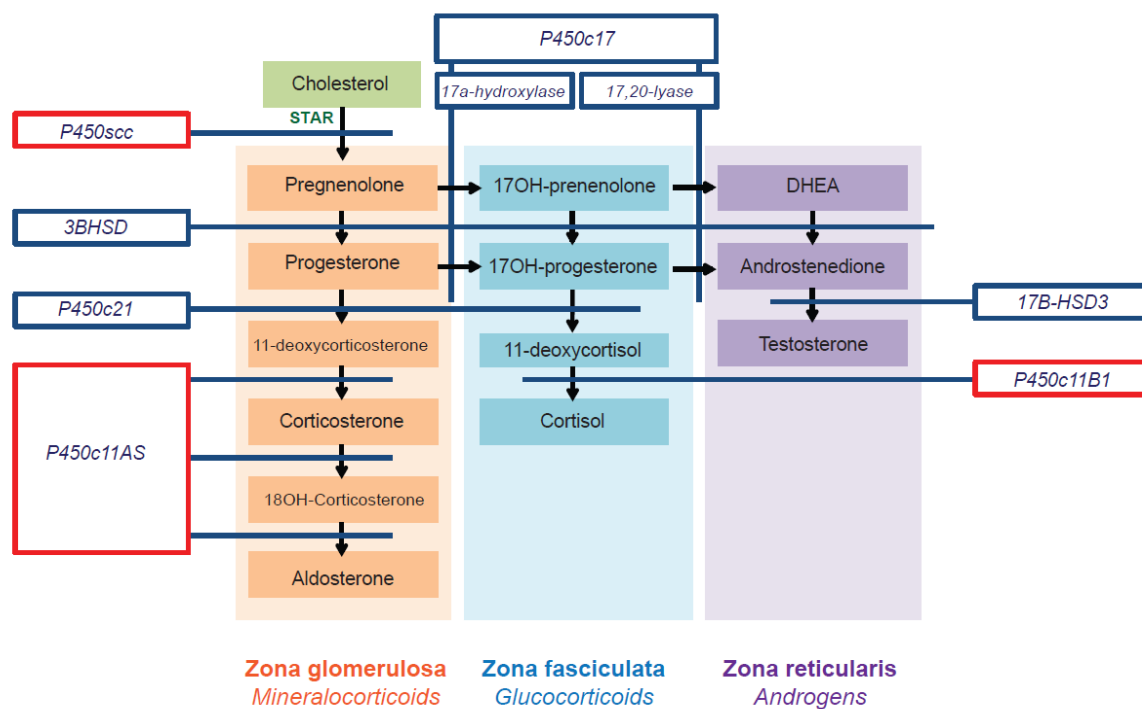 P450c17
17a-hydroxylase
17,20-lyase
Cholesterol
STAR
P450scc
Pregnenolone
17OH-prenenolone
DHEA
3BHSD
Progesterone
17OH-progesterone
Androstenedione
P450c21
17B-HSD3
11-deoxycorticosterone
11-deoxycortisol
Testosterone
P450c11B1
Corticosterone
Cortisol
P450c11AS
18OH-Corticosterone
Aldosterone
Zona glomerulosa
Mineralocorticoids
Zona fasciculata
Glucocorticoids
Zona reticularis
Androgens